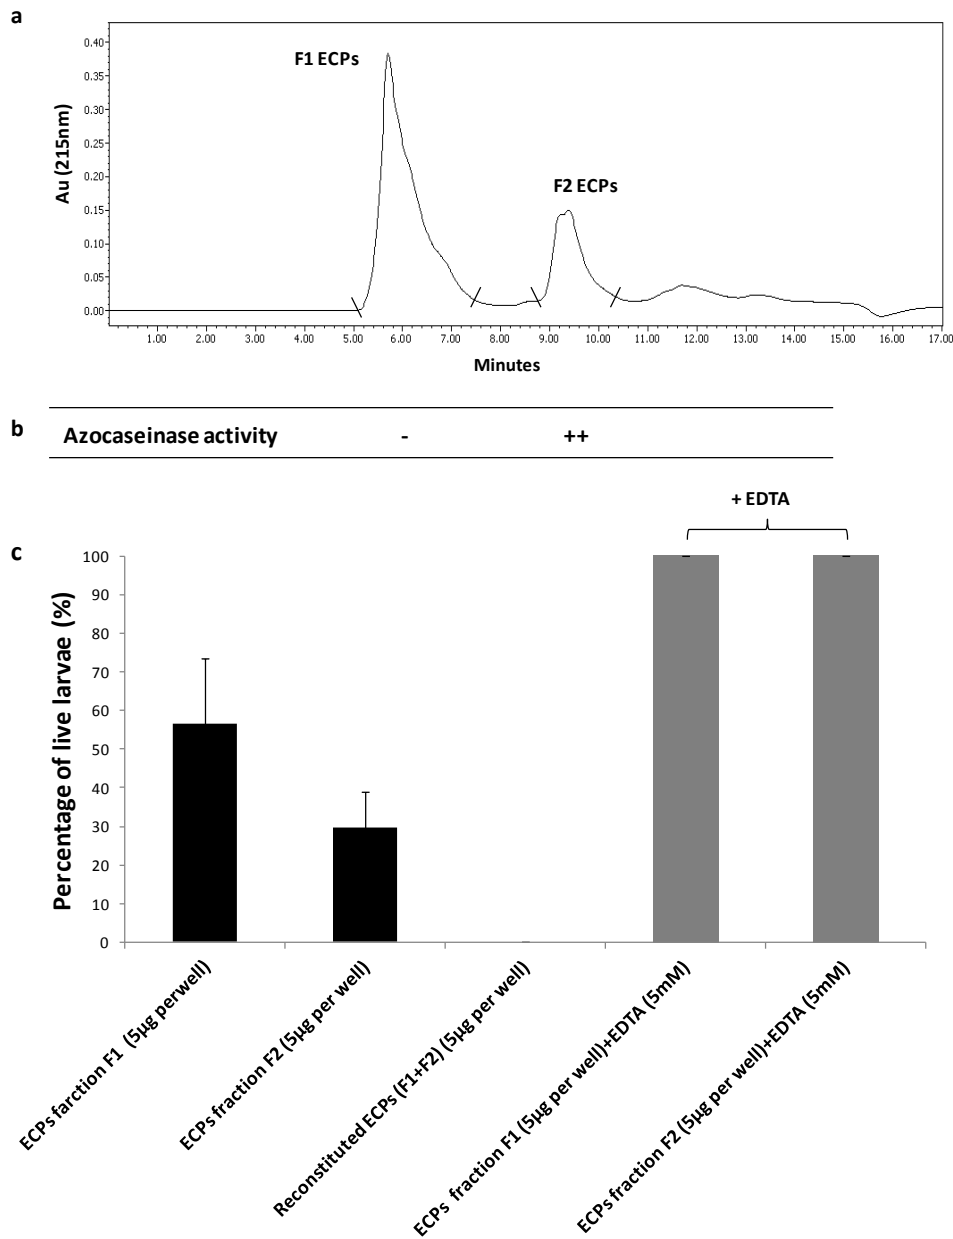 a
F1 ECPs
F2 ECPs
Au (215nm)
0.40
0.35
0.30
0.25
0.20
0.15
0.10
0.05
0.00
1.00 2.00 3.00 4.00 5.00 6.00 7.00 8.00 9.00 10.00 11.00 12.00 13.00 14.00 15.00 16.00 17.00
Minutes
b
Azocaseinase activity - ++
+ EDTA
c
Percentage of live larvae (%)
100
90
80
70
60
50
40
30
20
10
0
ECPs farction F1 (5µg perwell)
ECPs fraction F2 (5µg per well)
Reconstituted ECPs (F1+F2) (5µg per well)
ECPs fraction F1 (5µg per well)+EDTA (5mM)
ECPs fraction F2 (5µg per well)+EDTA (5mM)